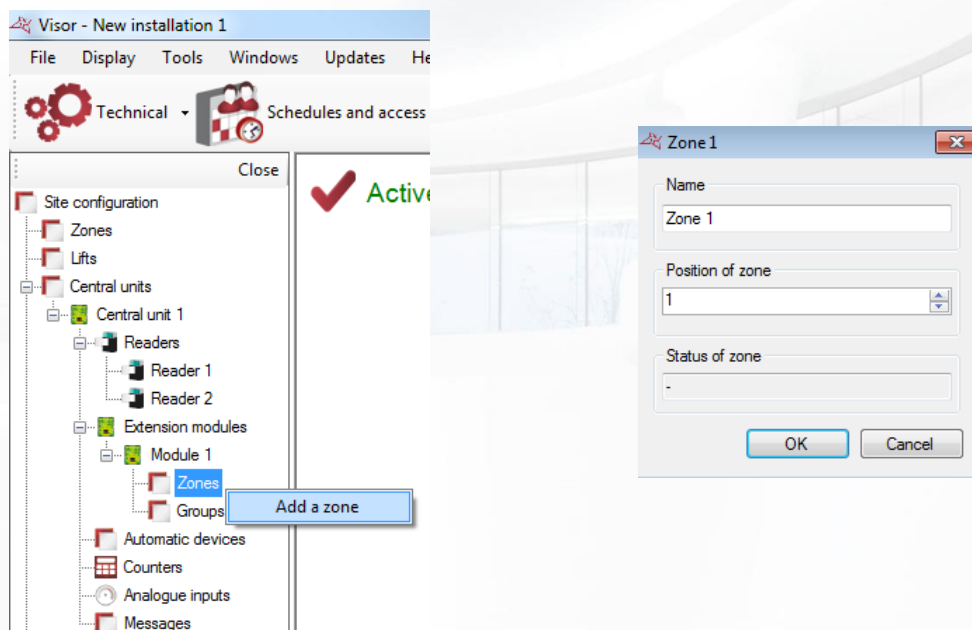 Visor - New installation 1
File Display Tools Windows Updates
Technical
Schedules and access
Close
Active
Site configuration
Zones
Lifts
Central units
Central unit 1
Readers
Reader 1
Reader 2
Extension modules
Module 1
Zones
Groups
Add a zone
Automatic devices
Counters
Analogue inputs
Messages
Zone 1
Name
Zone 1
Position of zone
1
Status of zone
-
OK Cancel